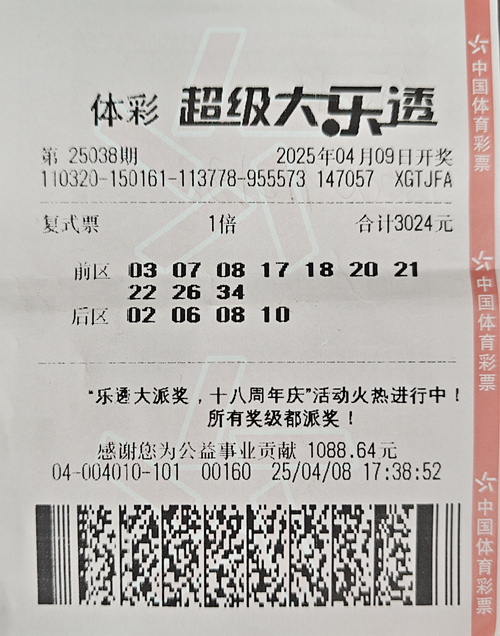 体彩 超级大乐透
第 25038期 2025年04月09日开奖
110320-150161-113778-955573 147057 XGTJFA
复式票 1倍 合计3024元
前区 03 07 08 17 18 20 21
22 26 34
后区 02 06 08 10
“乐透大派奖，十八周年庆”活动火热进行中！
所有奖级都派奖！
感谢您为公益事业贡献 1088.64元
04-004010-101 00160 25/04/08 17:38:52
中国体育彩票
中国体育彩票
中国体育彩票